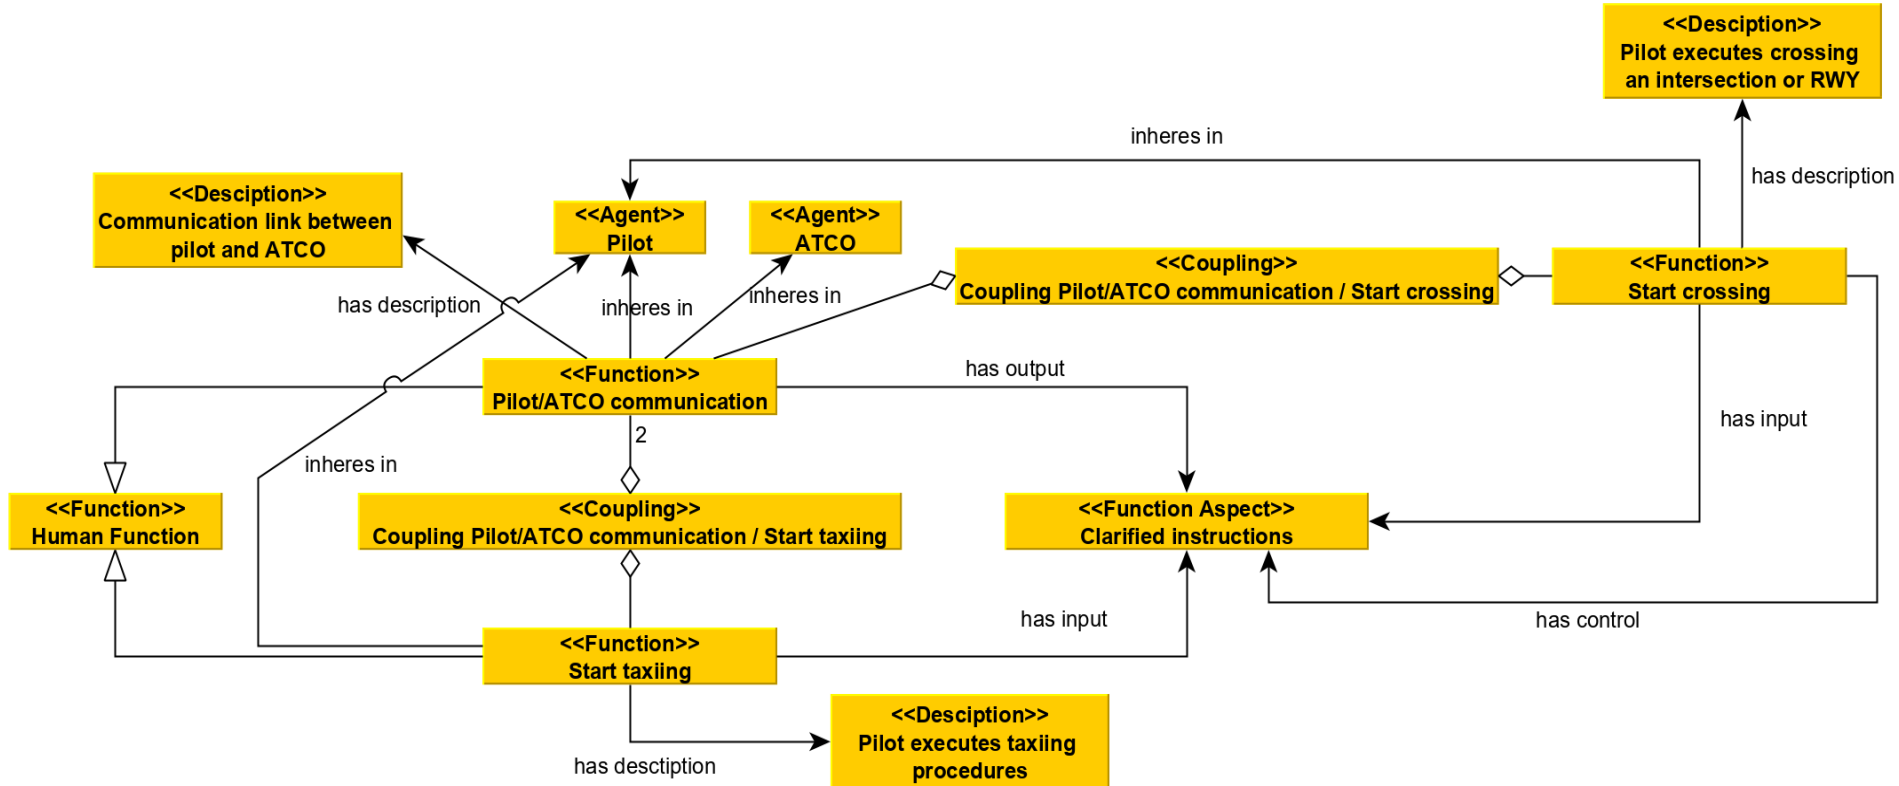 <<Desciption>>
Pilot executes crossing
an intersection or RWY
inheres in
has description
<<Desciption>>
Communication link between
pilot and ATCO
<<Agent>>
Pilot
<<Agent>>
ATCO
<<Coupling>>
Coupling Pilot/ATCO communication / Start crossing
<<Function>>
Start crossing
has description
inheres in
inheres in
<<Function>>
Pilot/ATCO communication
has output
2
has input
inheres in
<<Function>>
Human Function
<<Coupling>>
Coupling Pilot/ATCO communication / Start taxiing
<<Function Aspect>>
Clarified instructions
has input
has control
<<Function>>
Start taxiing
<<Desciption>>
Pilot executes taxiing
procedures
has desctiption